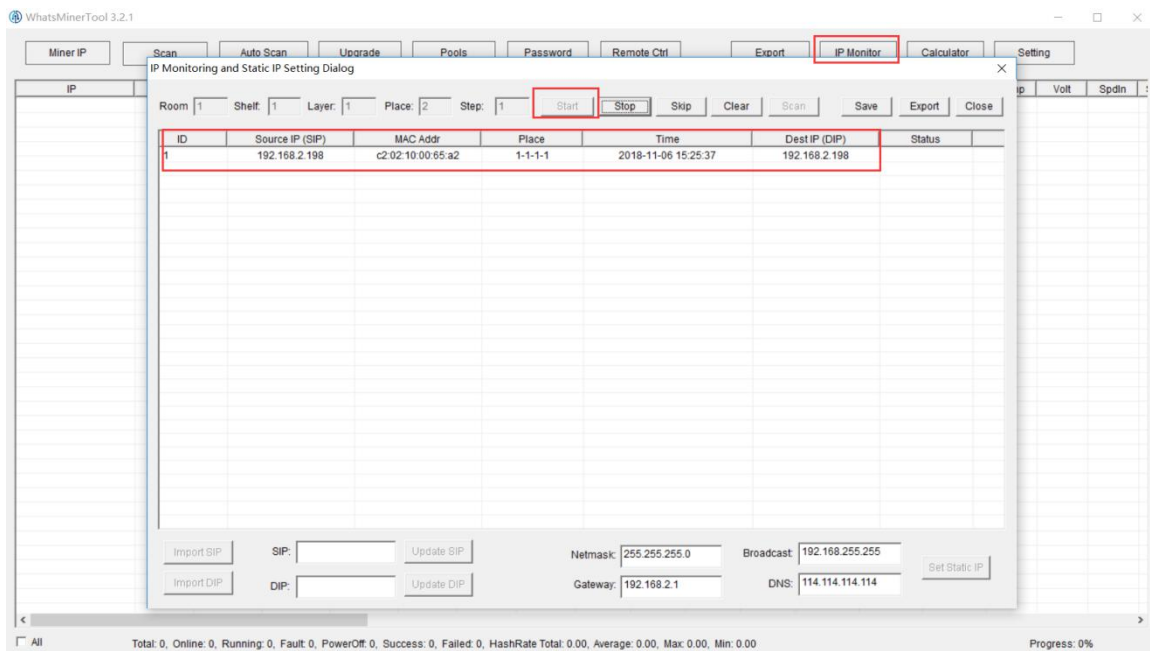 WhatsMinerTool 3.2.1
Miner IP Scan Auto Scan Upgrade Pools Password Remote Ctrl Export IP Monitor Calculator Setting
IP Monitoring and Static IP Setting Dialog
IP Volt SpdIn
Room 1 Shelf: 1 Layer: 1 Place: 2 Step: 1 Start Stop Skip Clear Scan Save Export Close
ID Source IP (SIP) MAC Addr Place Time Dest IP (DIP) Status
1 192.168.2.198 c2:02:10:00:65:a2 1-1-1-1 2018-11-06 15:25:37 192.168.2.198
Import SIP SIP: Update SIP Netmask: 255.255.255.0 Broadcast: 192.168.255.255
Set Static IP
Import DIP DIP: Update DIP Gateway: 192.168.2.1 DNS: 114.114.114.114
All Total: 0, Online: 0, Running: 0, Fault: 0, PowerOff: 0, Success: 0, Failed: 0, HashRate Total: 0.00, Average: 0.00, Max: 0.00, Min: 0.00 Progress: 0%